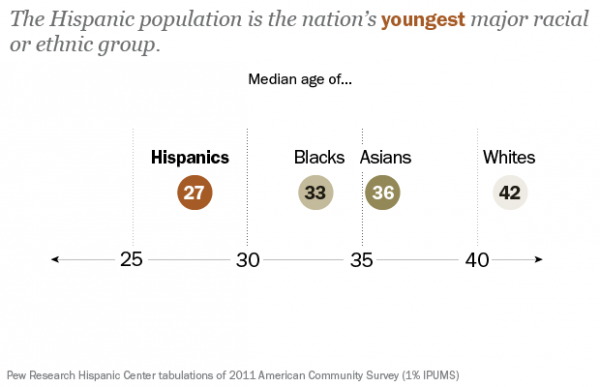 The Hispanic population is the nation’s youngest major racial
or ethnic group.
Median age of...
Hispanics Blacks Asians Whites
27 33 36 42
25 30 35 40
Pew Research Hispanic Center tabulations of 2011 American Community Survey (1% IPUMS)